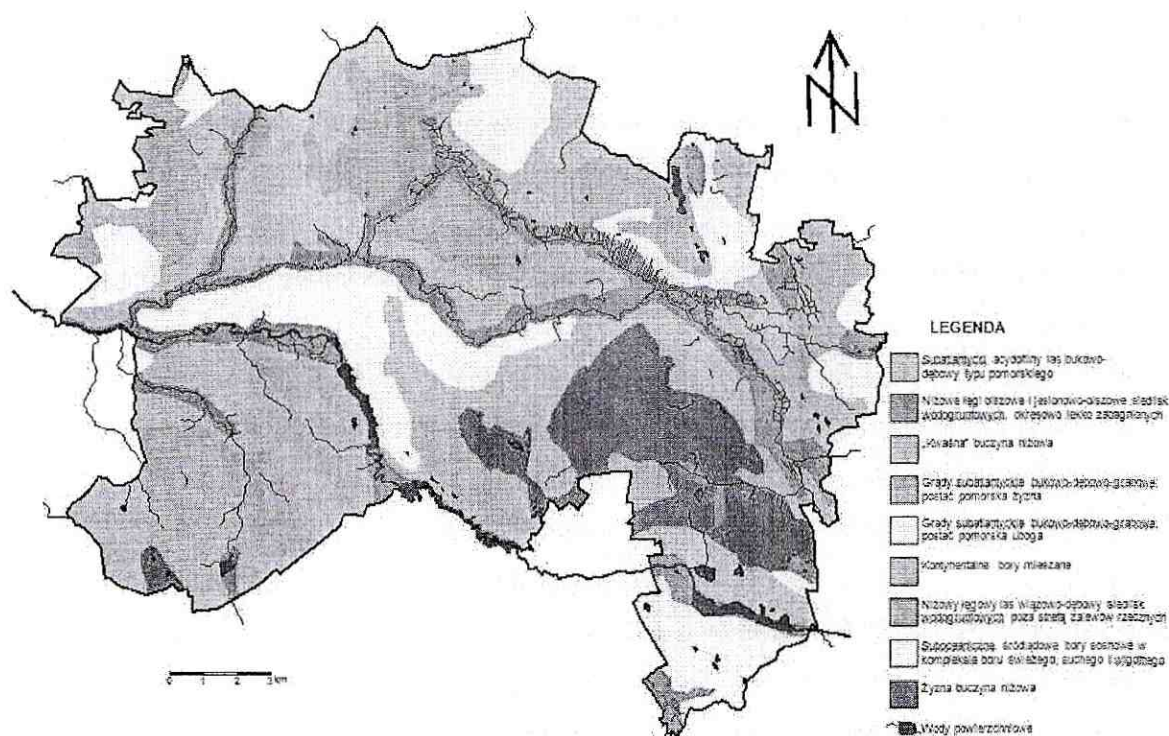 N
LEGENDA
Subatlantycki acydofilny las bukowo-
dębowy typu pomorskiego
Niżowe łęgi olszowe i jesionowo-olszowe siedlisk
wodogruntowych, okresowo lekko zabagnionych
„Kwaśna” buczyna niżowa
Grądy subatlantyckie bukowo-dębowo-grabowe,
postać pomorska żyzna
Grądy subatlantyckie bukowo-dębowo-grabowe,
postać pomorska uboga
Kontynentalne bory mieszane
Niżowy łęgowy las wiązowo-dębowy siedlisk
wodogruntowych poza strefą zalewów rzecznych
Suboceaniczne śródlądowe bory sosnowe w
kompleksie boru świeżego, suchego i wilgotnego
Żyzna buczyna niżowa
Wody powierzchniowe
0 1 2 3 km